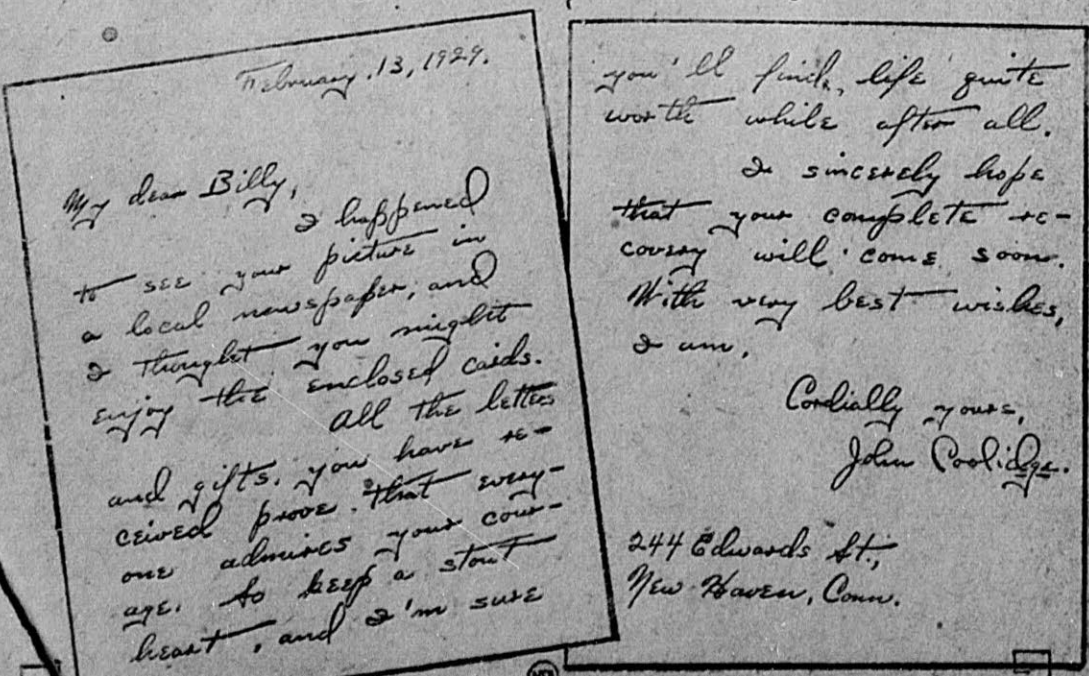 February 13, 1929.
My dear Billy,
I happened
to see your picture in
a local newspaper, and
I thought you might
enjoy the enclosed cards.
All the letters
and gifts you have re-
ceived prove that every-
one admires your cour-
age. So keep a stout
heart, and I'm sure
you'll find life quite
worth while after all.
I sincerely hope
that your complete re-
covery will come soon.
With very best wishes,
I am,
Cordially yours,
John Coolidge.
244 Edwards St.,
New Haven, Conn.